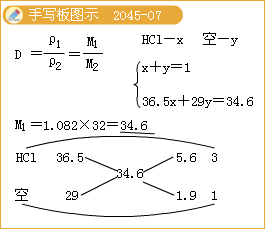 手写板图示 2045-07
D = ρ1/ρ2 = M1/M2
HCl－x 空－y
x+y=1
36.5x+29y=34.6
M1=1.082×32=34.6
HCl 36.5 5.6 3
34.6
空 29 1.9 1